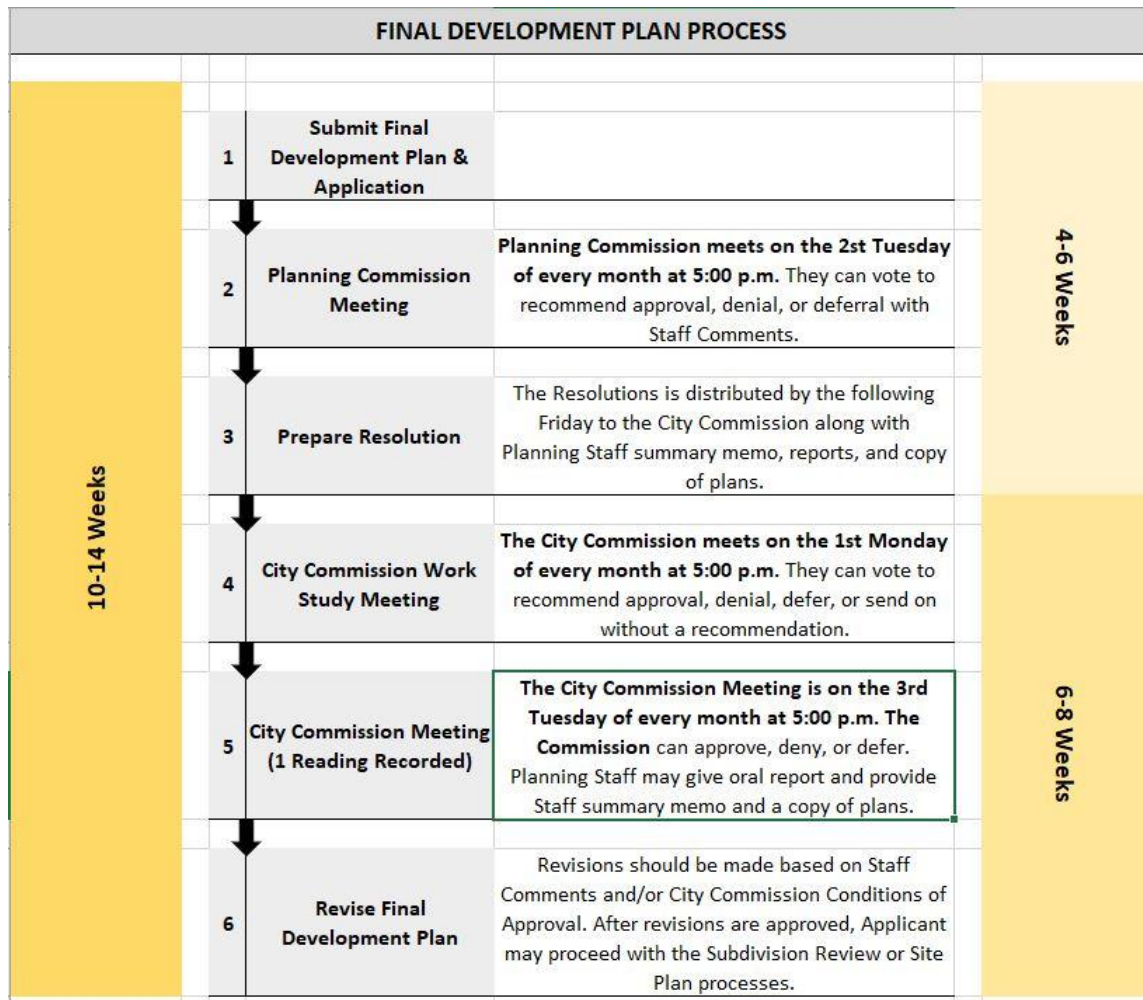 FINAL DEVELOPMENT PLAN PROCESS
10-14 Weeks
1
Submit Final
Development Plan &
Application
2
Planning Commission
Meeting
Planning Commission meets on the 2st Tuesday
of every month at 5:00 p.m. They can vote to
recommend approval, denial, or deferral with
Staff Comments.
3
Prepare Resolution
The Resolutions is distributed by the following
Friday to the City Commission along with
Planning Staff summary memo, reports, and copy
of plans.
4-6 Weeks
4
City Commission Work
Study Meeting
The City Commission meets on the 1st Monday
of every month at 5:00 p.m. They can vote to
recommend approval, denial, defer, or send on
without a recommendation.
5
City Commission Meeting
(1 Reading Recorded)
The City Commission Meeting is on the 3rd
Tuesday of every month at 5:00 p.m. The
Commission can approve, deny, or defer.
Planning Staff may give oral report and provide
Staff summary memo and a copy of plans.
6
Revise Final
Development Plan
Revisions should be made based on Staff
Comments and/or City Commission Conditions of
Approval. After revisions are approved, Applicant
may proceed with the Subdivision Review or Site
Plan processes.
6-8 Weeks